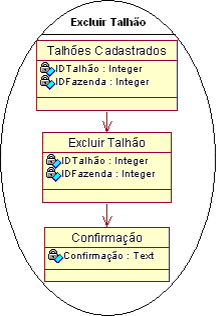 Excluir Talhão
Talhões Cadastrados
IDTalhão : Integer
IDFazenda : Integer
Excluir Talhão
IDTalhão : Integer
IDFazenda : Integer
Confirmação
Confirmação : Text